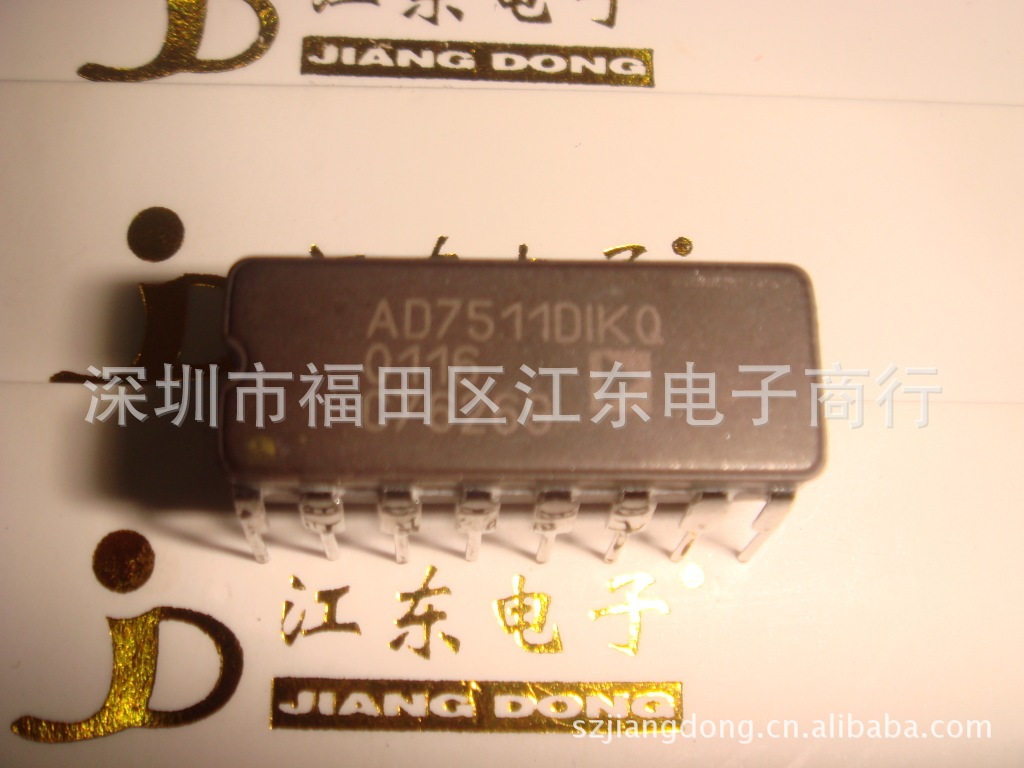 江东电子
JIANG DONG
AD7511DIKQ
0116
深圳市福田区江东电子商行
江东电子
JIANG DONG
szjiangdong.cn.alibaba.com